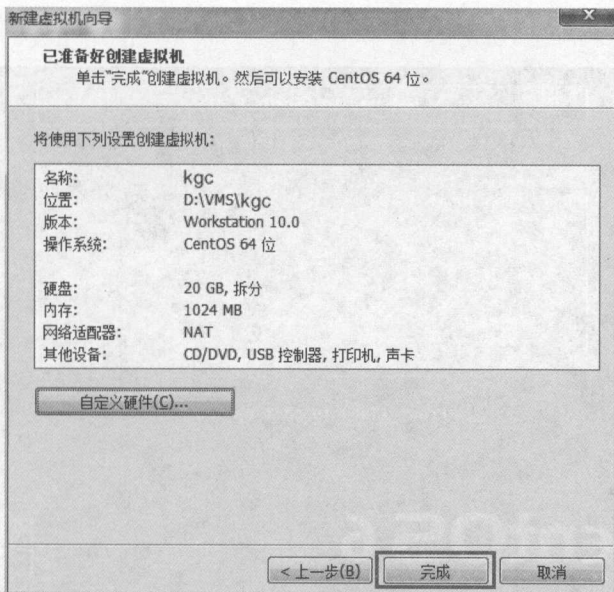 新建虚拟机向导
已准备好创建虚拟机
单击"完成"创建虚拟机。然后可以安装 CentOS 64 位。
将使用下列设置创建虚拟机:
名称: kgc
位置: D:\VMS\kgc
版本: Workstation 10.0
操作系统: CentOS 64 位
硬盘: 20 GB, 拆分
内存: 1024 MB
网络适配器: NAT
其他设备: CD/DVD, USB 控制器, 打印机, 声卡
自定义硬件(C)...
< 上一步(B) 完成 取消